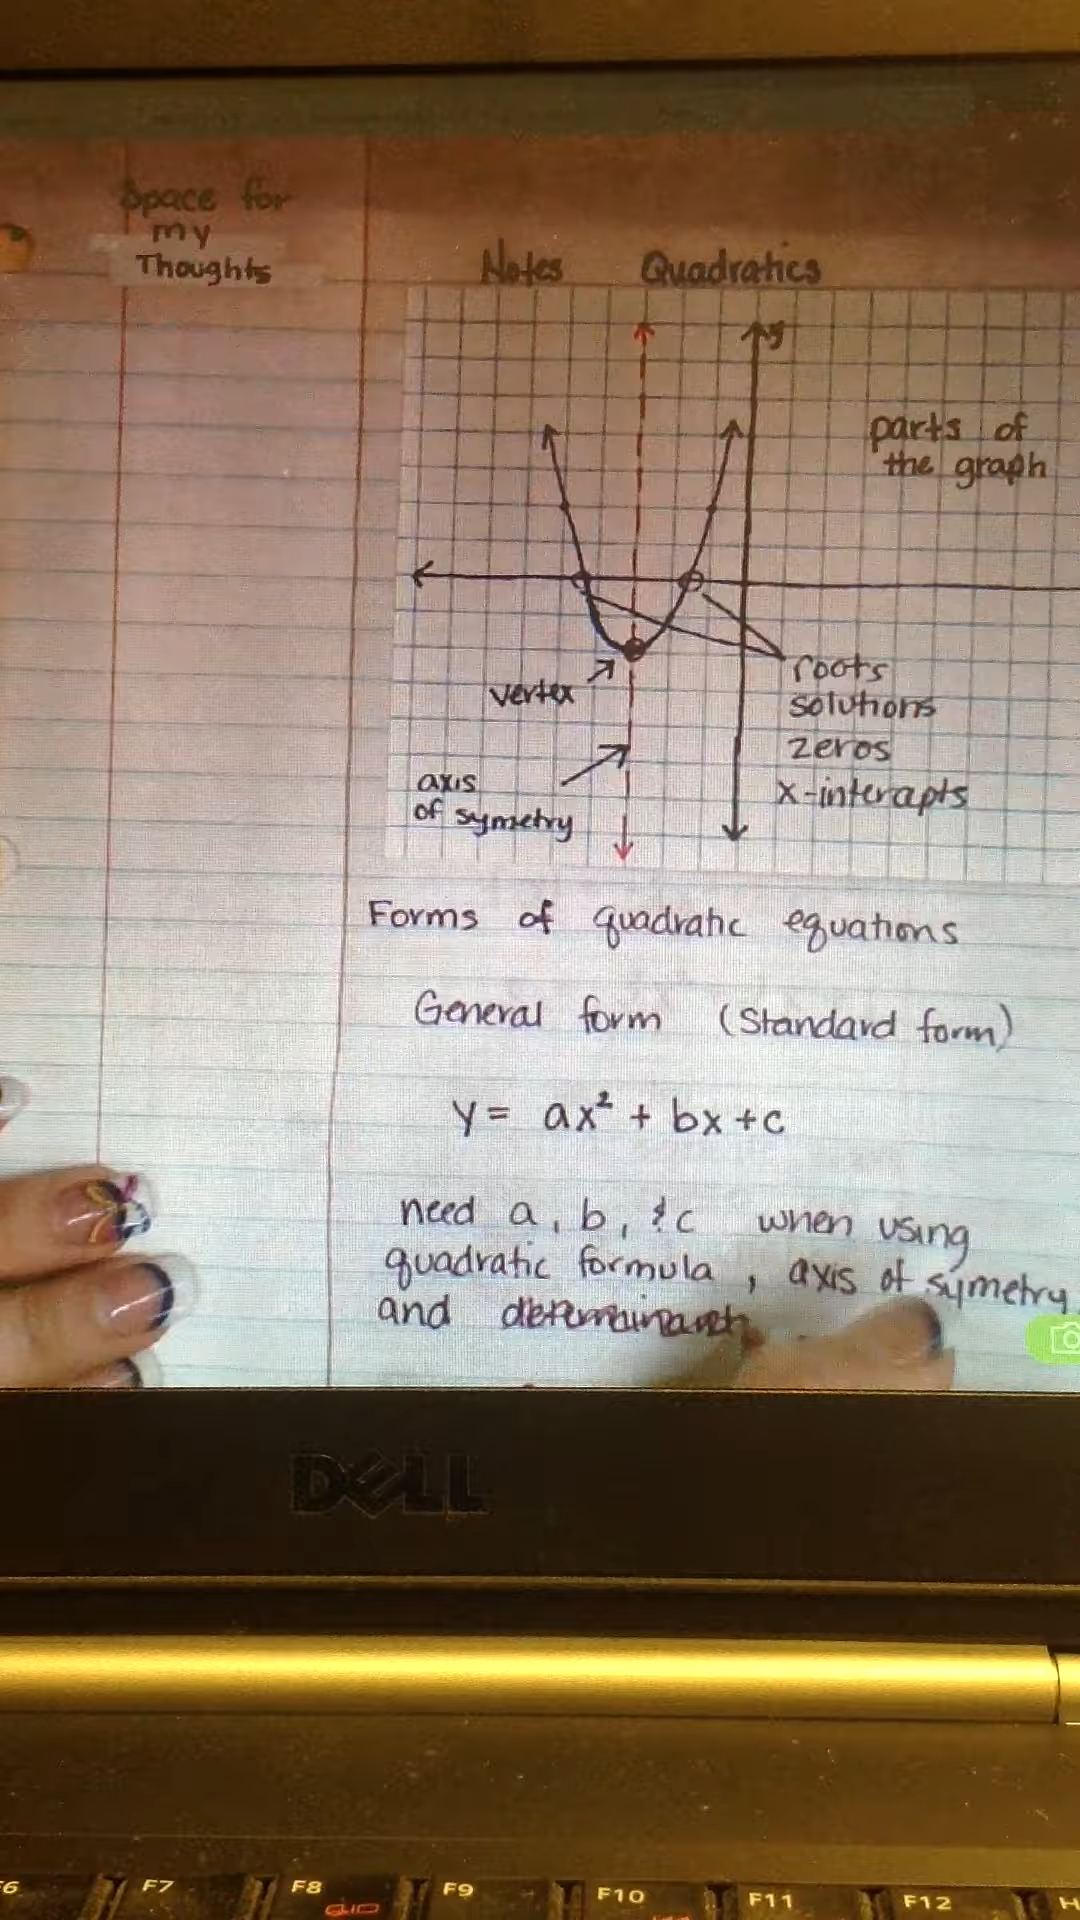 Space for
my
Thoughts
Notes Quadratics
y
parts of
the graph
vertex
roots
solutions
zeros
x-intercepts
axis
of symetry
Forms of quadratic equations
General form (Standard form)
y = ax² + bx + c
need a, b, & c when using
quadratic formula, axis of symetry
and
DELL
F7
F8
F9
F10
F11
F12